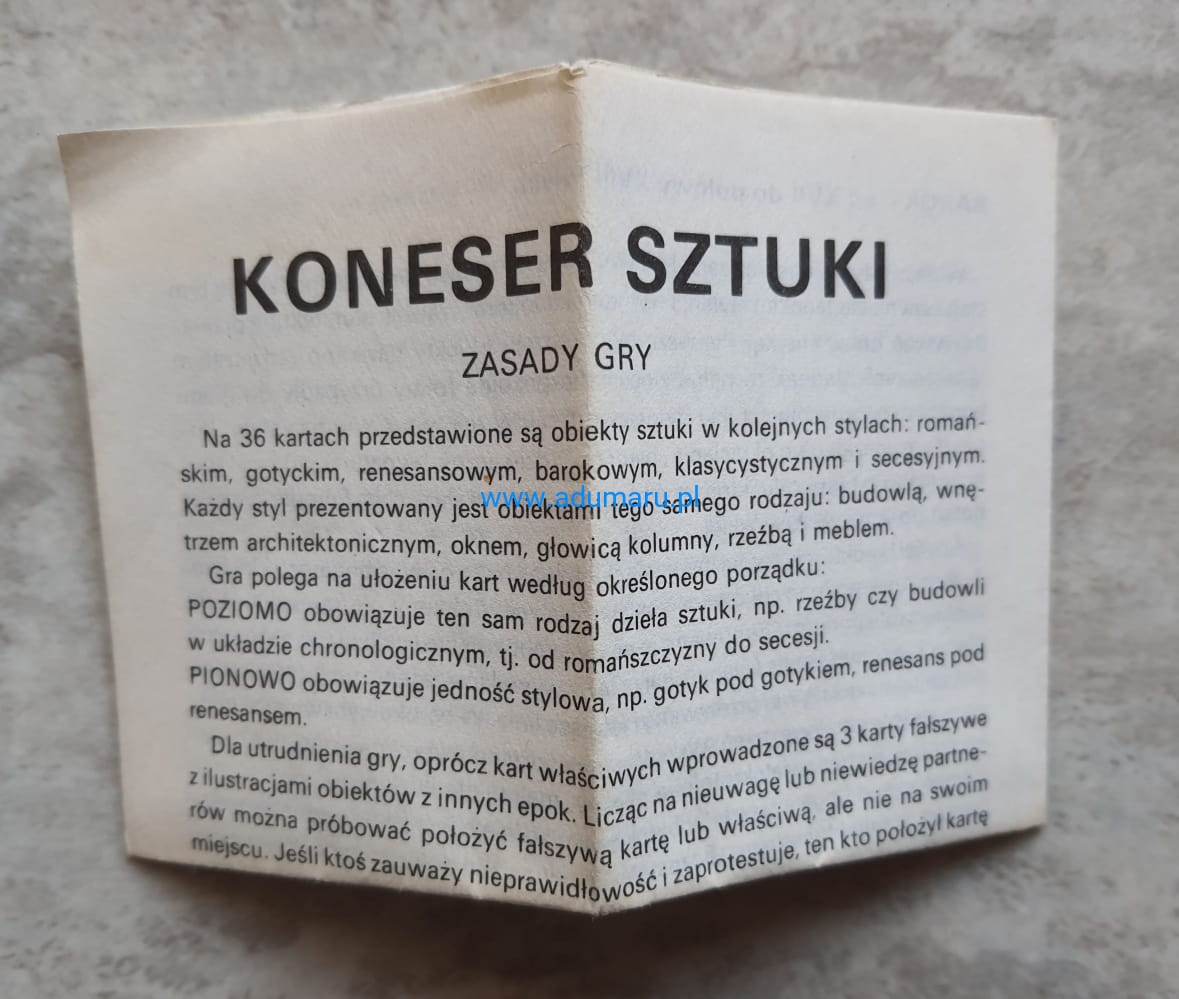 KONESER SZTUKI
ZASADY GRY
Na 36 kartach przedstawione są obiekty sztuki w kolejnych stylach: romań-
skim, gotyckim, renesansowym, barokowym, klasycystycznym i secesyjnym.
Każdy styl prezentowany jest obiektami tego samego rodzaju: budowlą, wnę-
www.adumaru.pl
trzem architektonicznym, oknem, głowicą kolumny, rzeźbą i meblem.
Gra polega na ułożeniu kart według określonego porządku:
POZIOMO obowiązuje ten sam rodzaj dzieła sztuki, np. rzeźby czy budowli
w układzie chronologicznym, tj. od romańszczyzny do secesji.
PIONOWO obowiązuje jedność stylowa, np. gotyk pod gotykiem, renesans pod
renesansem.
Dla utrudnienia gry, oprócz kart właściwych wprowadzone są 3 karty fałszywe
z ilustracjami obiektów z innych epok. Licząc na nieuwagę lub niewiedzę partne-
rów można próbować położyć fałszywą kartę lub właściwą, ale nie na swoim
miejscu. Jeśli ktoś zauważy nieprawidłowość i zaprotestuje, ten kto położył kartę